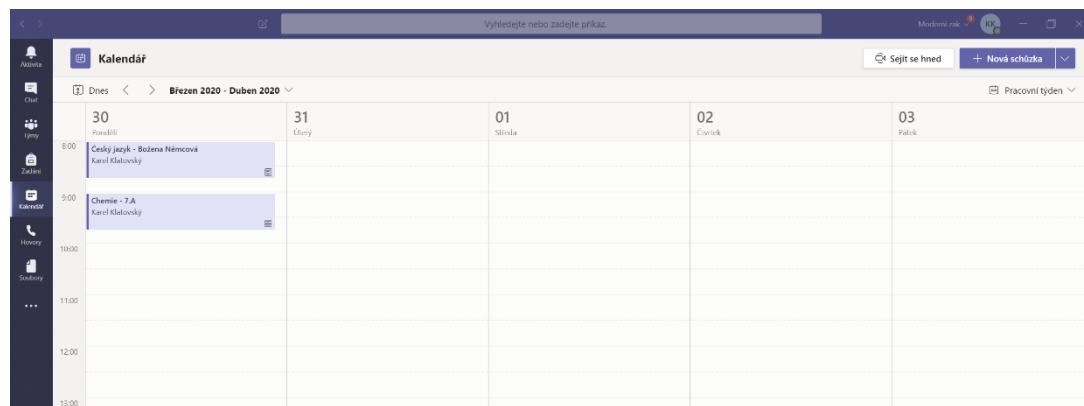 Vyhledejte nebo zadejte příkaz.
Moderní rak
KK
Aktivita
Chat
Týmy
Zadání
Kalendář
Hovory
Soubory
Kalendář
Sejít se hned
+ Nová schůzka
Dnes
Březen 2020 - Duben 2020
Pracovní týden
30
Pondělí
31
Úterý
01
Středa
02
Čtvrtek
03
Pátek
8:00
Český jazyk - Božena Němcová
Karel Klatovský
9:00
Chemie - 7.A
Karel Klatovský
10:00
11:00
12:00
13:00